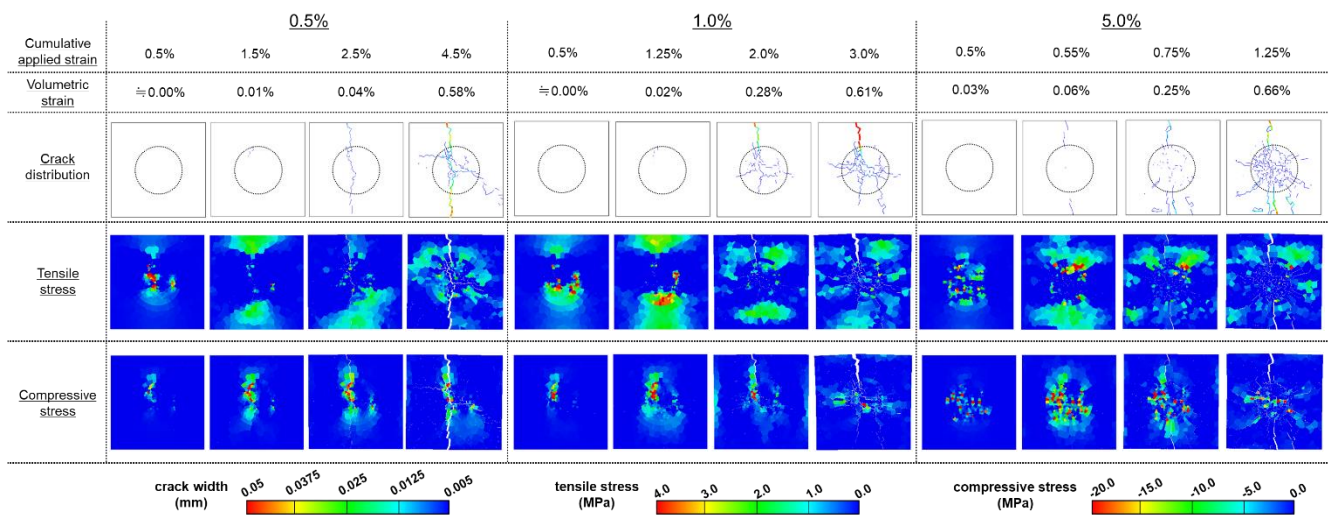 0.5% 1.0% 5.0%
Cumulative
applied strain 0.5% 1.5% 2.5% 4.5% 0.5% 1.25% 2.0% 3.0% 0.5% 0.55% 0.75% 1.25%
Volumetric
strain ≒0.00% 0.01% 0.04% 0.58% ≒0.00% 0.02% 0.28% 0.61% 0.03% 0.06% 0.25% 0.66%
Crack
distribution
Tensile
stress
Compressive
stress
crack width
(mm) 0.05 0.0375 0.025 0.0125 0.005
tensile stress
(MPa) 4.0 3.0 2.0 1.0 0.0
compressive stress
(MPa) -20.0 -15.0 -10.0 -5.0 0.0